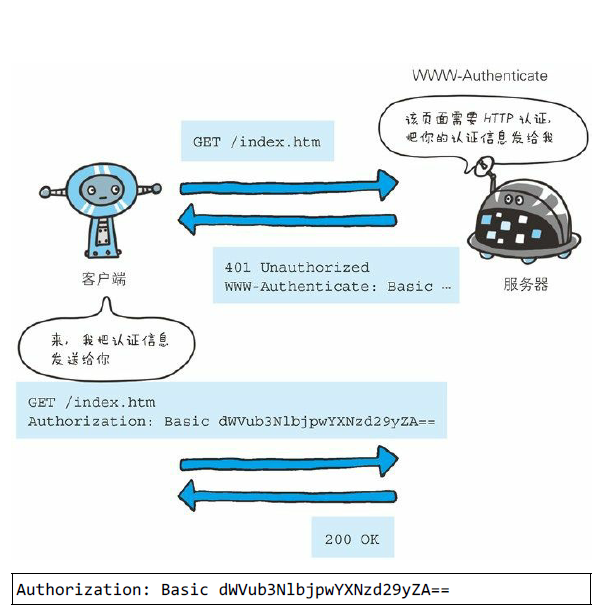 WWW-Authenticate
该页面需要 HTTP 认证,
把你的认证信息发给我
GET /index.htm
客户端
401 Unauthorized
WWW-Authenticate: Basic …
服务器
来, 我把认证信息
发送给你
GET /index.htm
Authorization: Basic dWVub3NlbjpwYXNzd29yZA==
200 OK
Authorization: Basic dWVub3NlbjpwYXNzd29yZA==